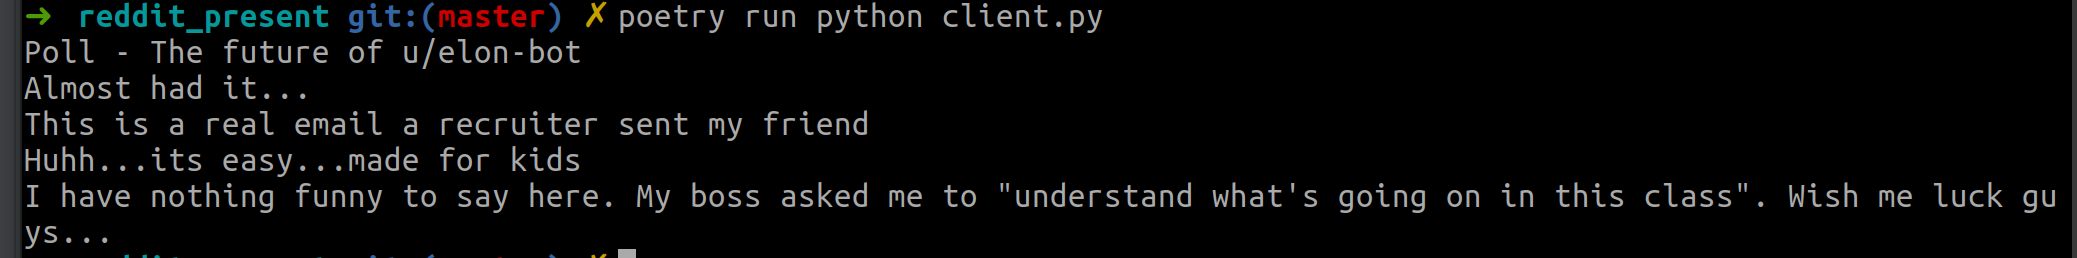 ➜ reddit_present git:(master) ✗ poetry run python client.py
Poll - The future of u/elon-bot
Almost had it...
This is a real email a recruiter sent my friend
Huhh...its easy...made for kids
I have nothing funny to say here. My boss asked me to "understand what's going on in this class". Wish me luck gu
ys...